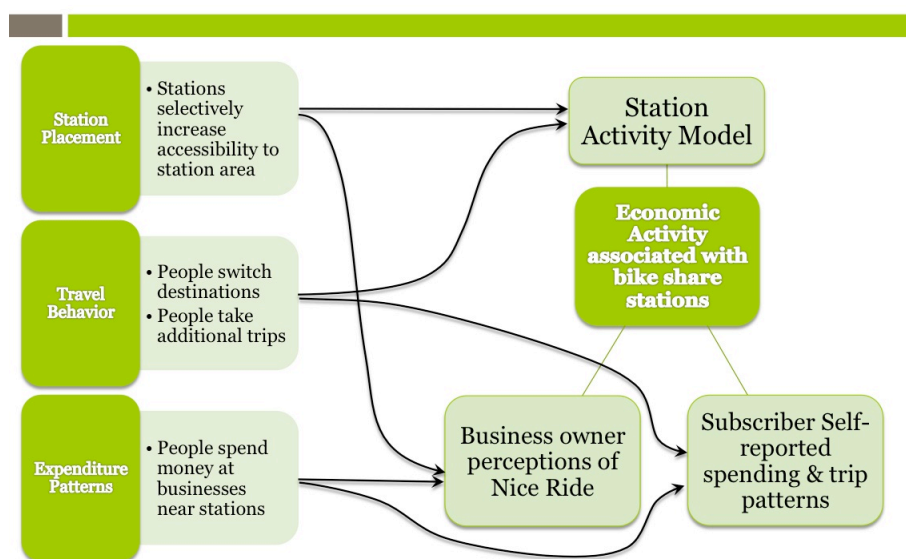 Station
Placement
• Stations
selectively
increase
accessibility to
station area
Station
Activity Model
Economic
Activity
associated with
bike share
stations
Travel
Behavior
• People switch
destinations
• People take
additional trips
Expenditure
Patterns
• People spend
money at
businesses
near stations
Business owner
perceptions of
Nice Ride
Subscriber Self-
reported
spending & trip
patterns